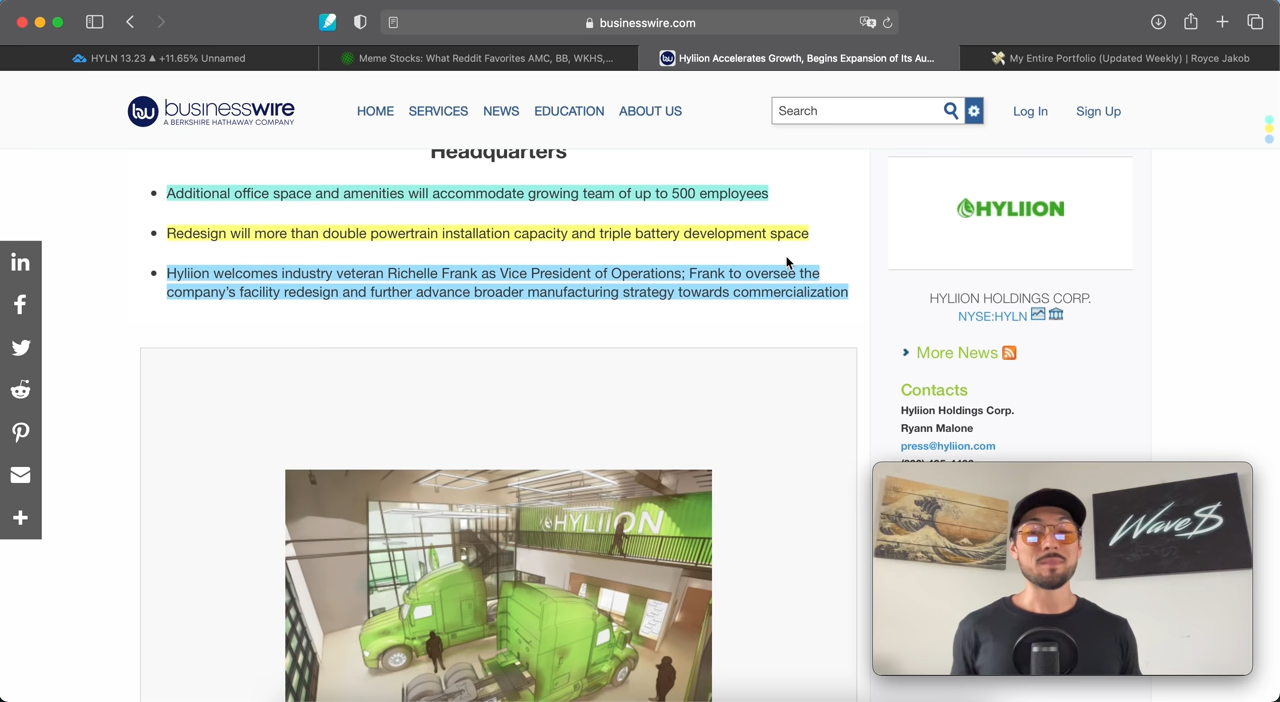 businesswire.com
HYLN 13.23 ▲ +11.65% Unnamed
Meme Stocks: What Reddit Favorites AMC, BB, WKHS,...
Hyliion Accelerates Growth, Begins Expansion of Its Au...
My Entire Portfolio (Updated Weekly) | Royce Jakob
bw businesswire
A BERKSHIRE HATHAWAY COMPANY
HOME SERVICES NEWS EDUCATION ABOUT US
Search
Log In Sign Up
Headquarters
• Additional office space and amenities will accommodate growing team of up to 500 employees
• Redesign will more than double powertrain installation capacity and triple battery development space
• Hyliion welcomes industry veteran Richelle Frank as Vice President of Operations; Frank to oversee the
company’s facility redesign and further advance broader manufacturing strategy towards commercialization
HYLIION
HYLIION
HYLIION HOLDINGS CORP.
NYSE:HYLN
More News
Contacts
Hyliion Holdings Corp.
Ryann Malone
press@hyliion.com
Wave$